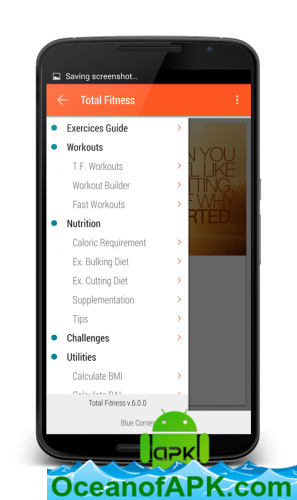 Saving screenshot...
Total Fitness
Exercices Guide
Workouts
T.F. Workouts
Workout Builder
Fast Workouts
Nutrition
Caloric Requirement
Ex. Bulking Diet
Ex. Cutting Diet
Supplementation
Tips
Challenges
Utilities
Calculate BMI
Calculate
Total Fitness v.6.0.0
Blue Corner
N YOU
EL LIKE
TTING,
F WHY
RTED.
apk
OceanofAPK.com